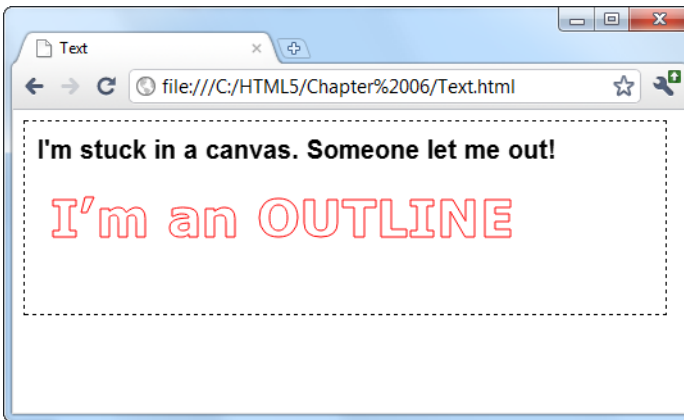 Text
file:///C:/HTML5/Chapter%2006/Text.html
I'm stuck in a canvas. Someone let me out!
I’m an OUTLINE